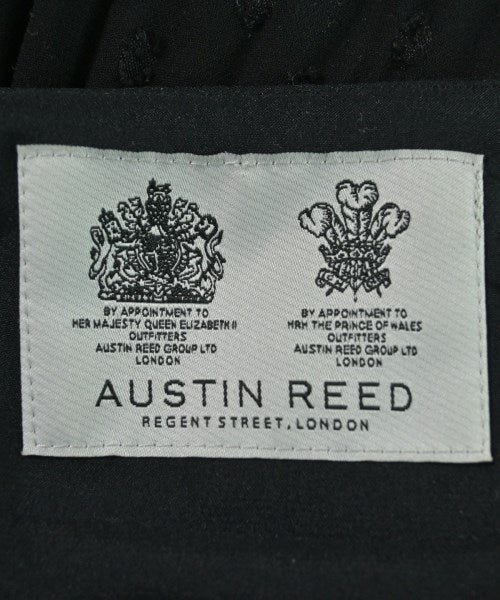 BY APPOINTMENT TO
HER MAJESTY QUEEN ELIZABETH II
OUTFITTERS
AUSTIN REED GROUP LTD
LONDON
BY APPOINTMENT TO
HRH THE PRINCE OF WALES
OUTFITTERS
AUSTIN REED GROUP LTD
LONDON
AUSTIN REED
REGENT STREET, LONDON